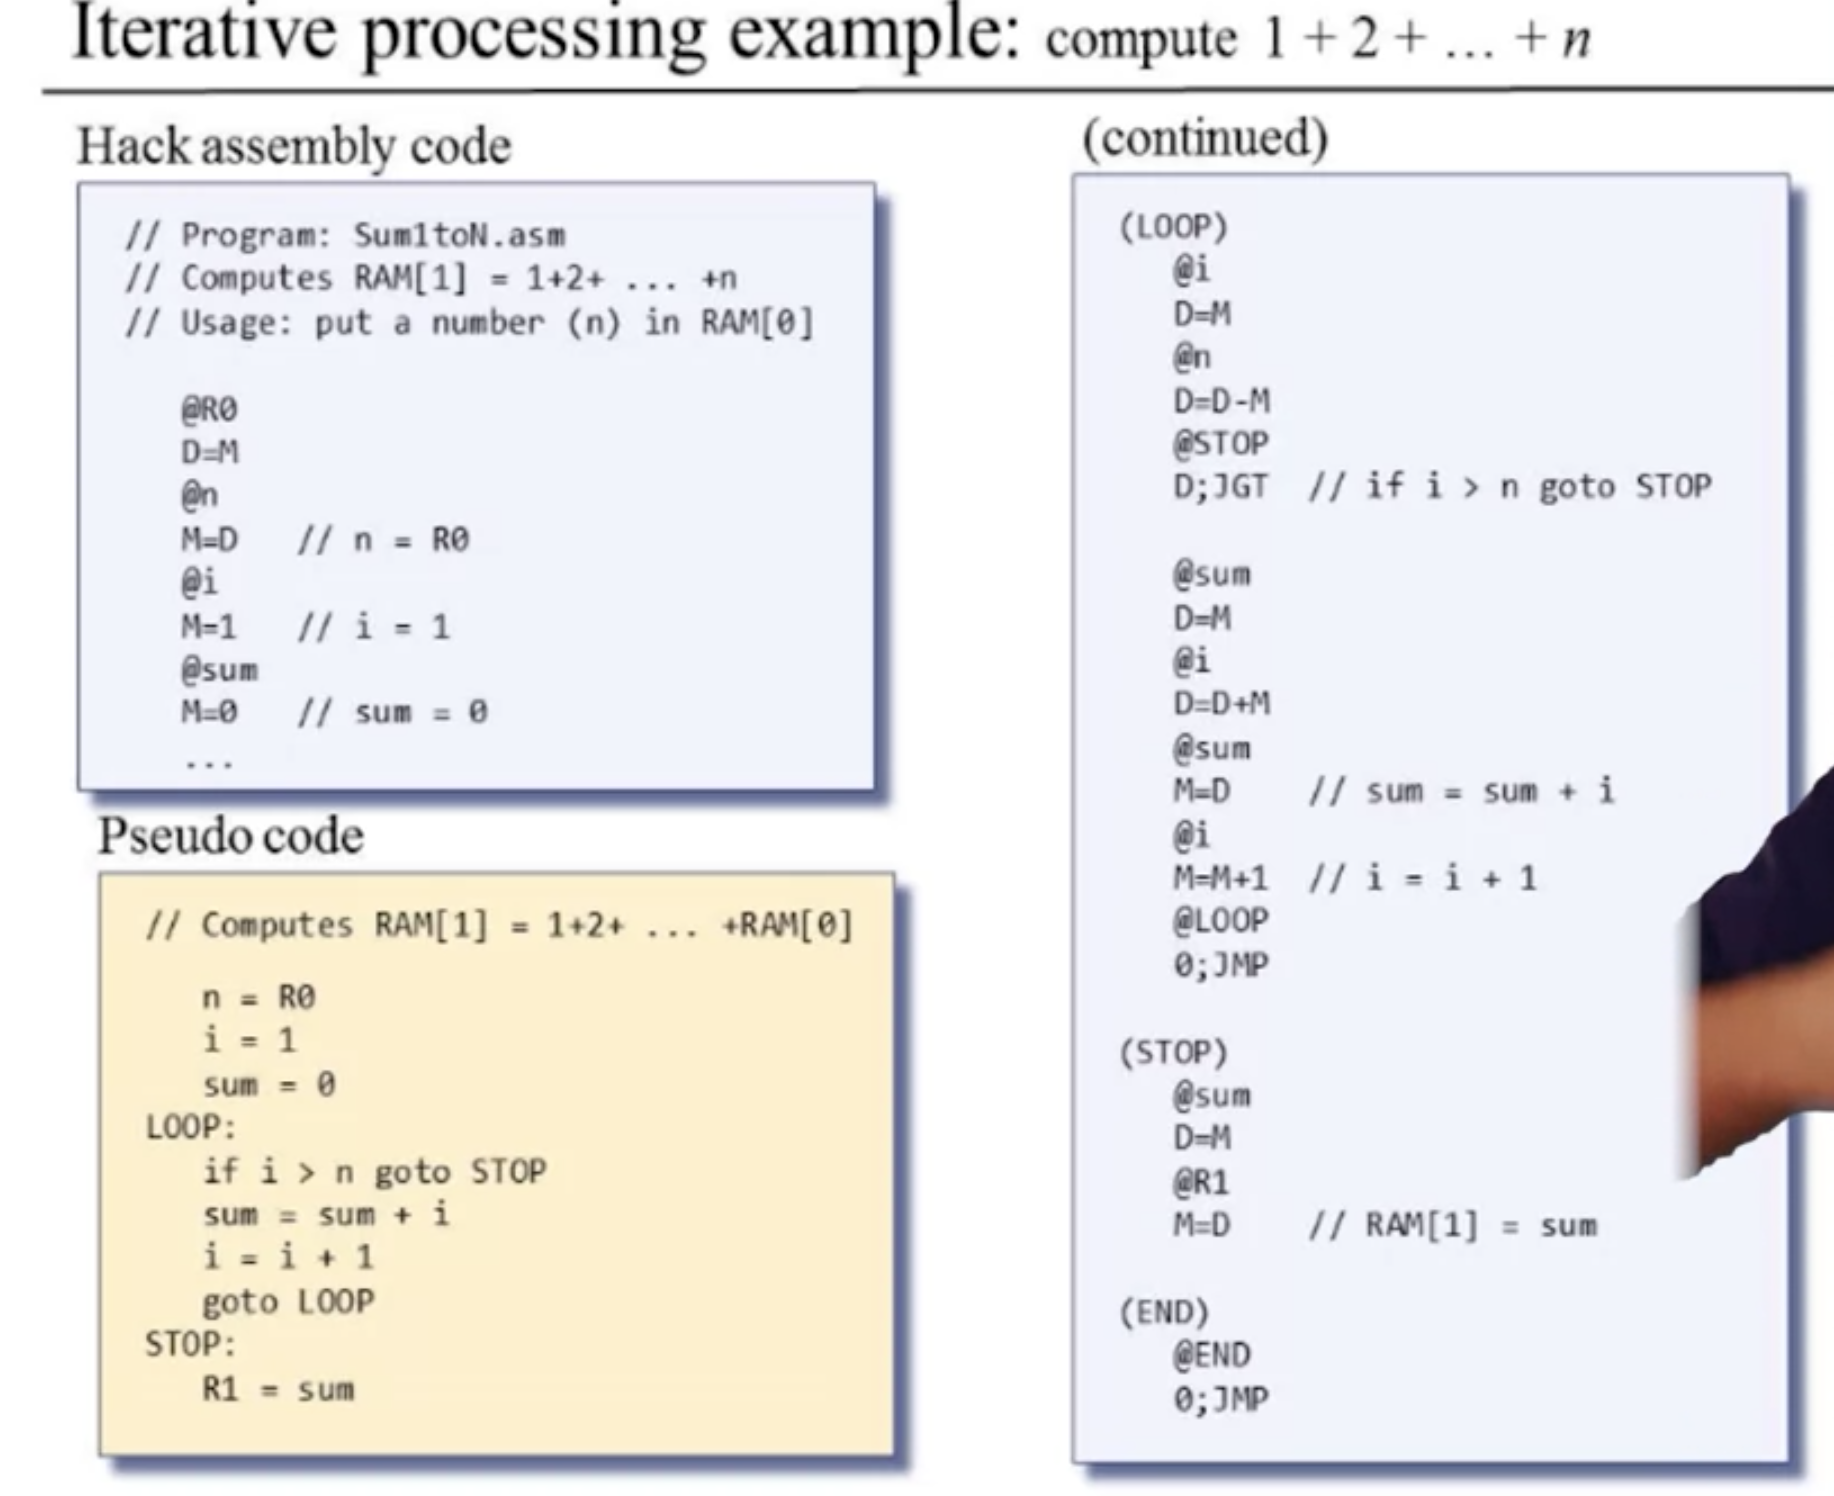 Iterative processing example: compute 1 + 2 + ... + n
Hack assembly code
// Program: Sum1toN.asm
// Computes RAM[1] = 1+2+ ... +n
// Usage: put a number (n) in RAM[0]
@R0
D=M
@n
M=D // n = R0
@i
M=1 // i = 1
@sum
M=0 // sum = 0
...
Pseudo code
// Computes RAM[1] = 1+2+ ... +RAM[0]
n = R0
i = 1
sum = 0
LOOP:
if i > n goto STOP
sum = sum + i
i = i + 1
goto LOOP
STOP:
R1 = sum
(continued)
(LOOP)
@i
D=M
@n
D=D-M
@STOP
D;JGT // if i > n goto STOP
@sum
D=M
@i
D=D+M
@sum
M=D // sum = sum + i
@i
M=M+1 // i = i + 1
@LOOP
0;JMP
(STOP)
@sum
D=M
@R1
M=D // RAM[1] = sum
(END)
@END
0;JMP